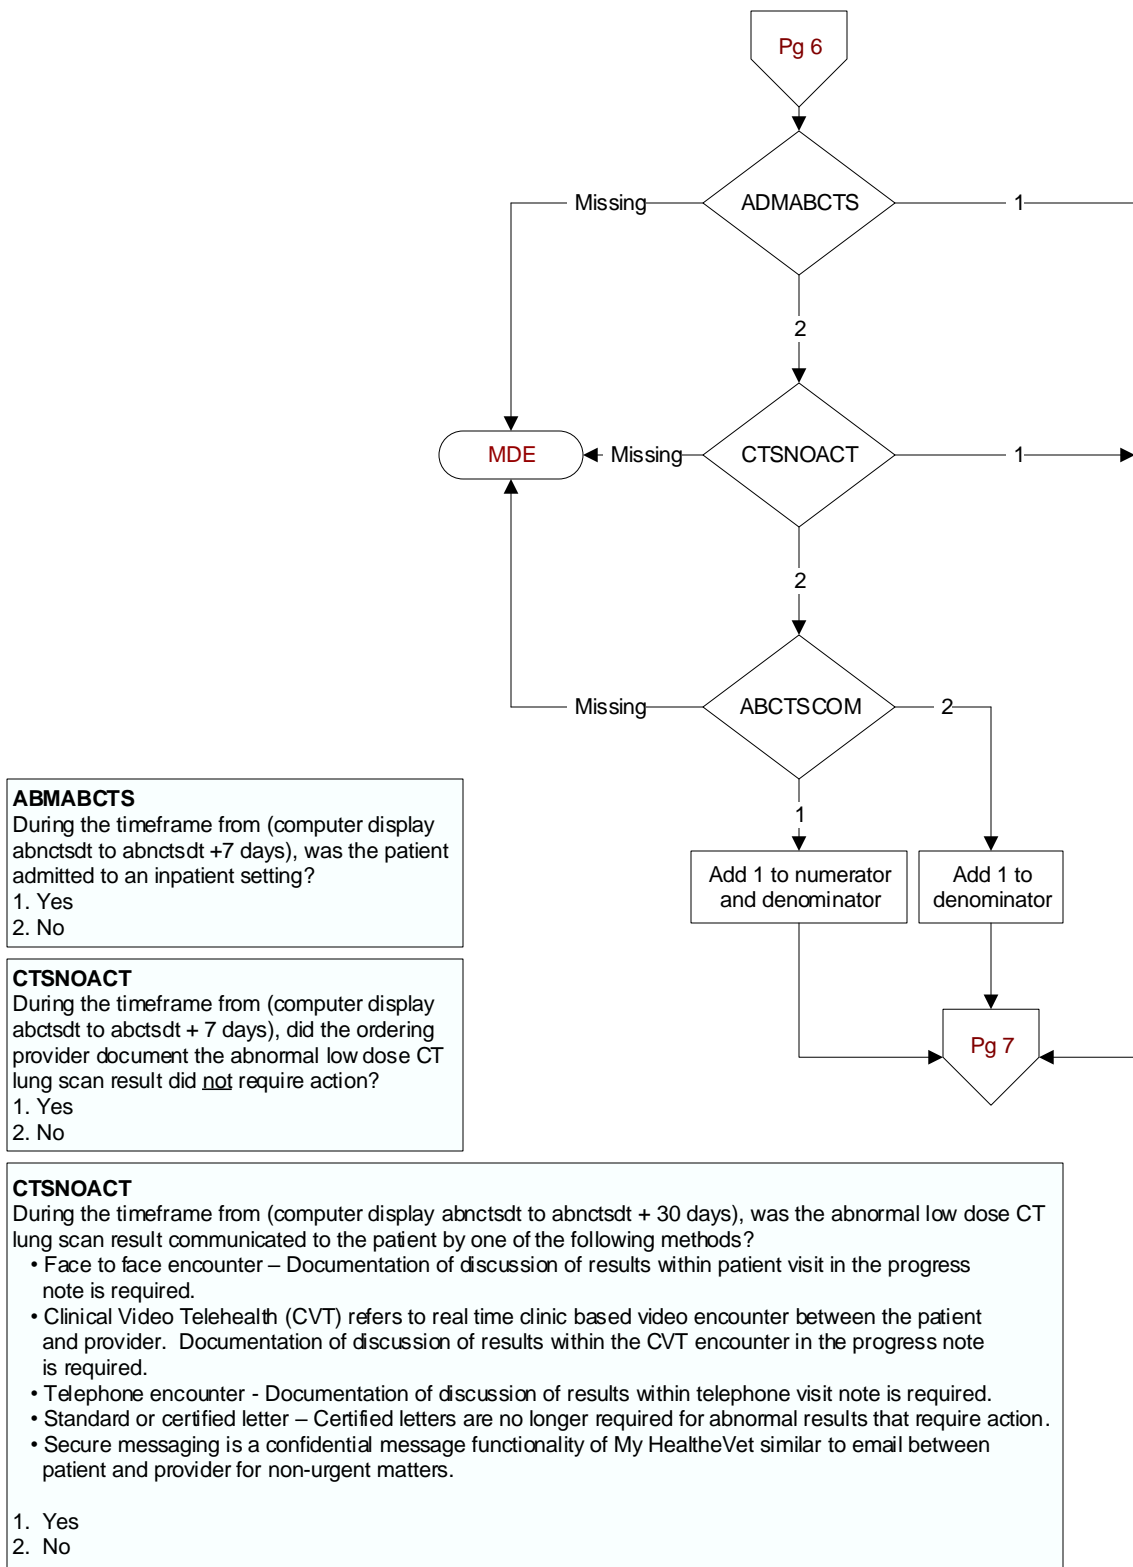 Pg 6
Missing
ADMABCTS
1
2
MDE
Missing
CTSNOACT
1
2
Missing
ABCTSCOM
2
1
Add 1 to numerator
and denominator
Add 1 to
denominator
Pg 7
ABMABCTS
During the timeframe from (computer display
abnctsdt to abnctsdt +7 days), was the patient
admitted to an inpatient setting?
1. Yes
2. No
CTSNOACT
During the timeframe from (computer display
abctsdt to abctsdt + 7 days), did the ordering
provider document the abnormal low dose CT
lung scan result did not require action?
1. Yes
2. No
CTSNOACT
During the timeframe from (computer display abnctsdt to abnctsdt + 30 days), was the abnormal low dose CT
lung scan result communicated to the patient by one of the following methods?
• Face to face encounter – Documentation of discussion of results within patient visit in the progress
note is required.
• Clinical Video Telehealth (CVT) refers to real time clinic based video encounter between the patient
and provider.  Documentation of discussion of results within the CVT encounter in the progress note
is required.
• Telephone encounter - Documentation of discussion of results within telephone visit note is required.
• Standard or certified letter – Certified letters are no longer required for abnormal results that require action.
• Secure messaging is a confidential message functionality of My HealtheVet similar to email between
patient and provider for non-urgent matters.
1.  Yes
2.  No